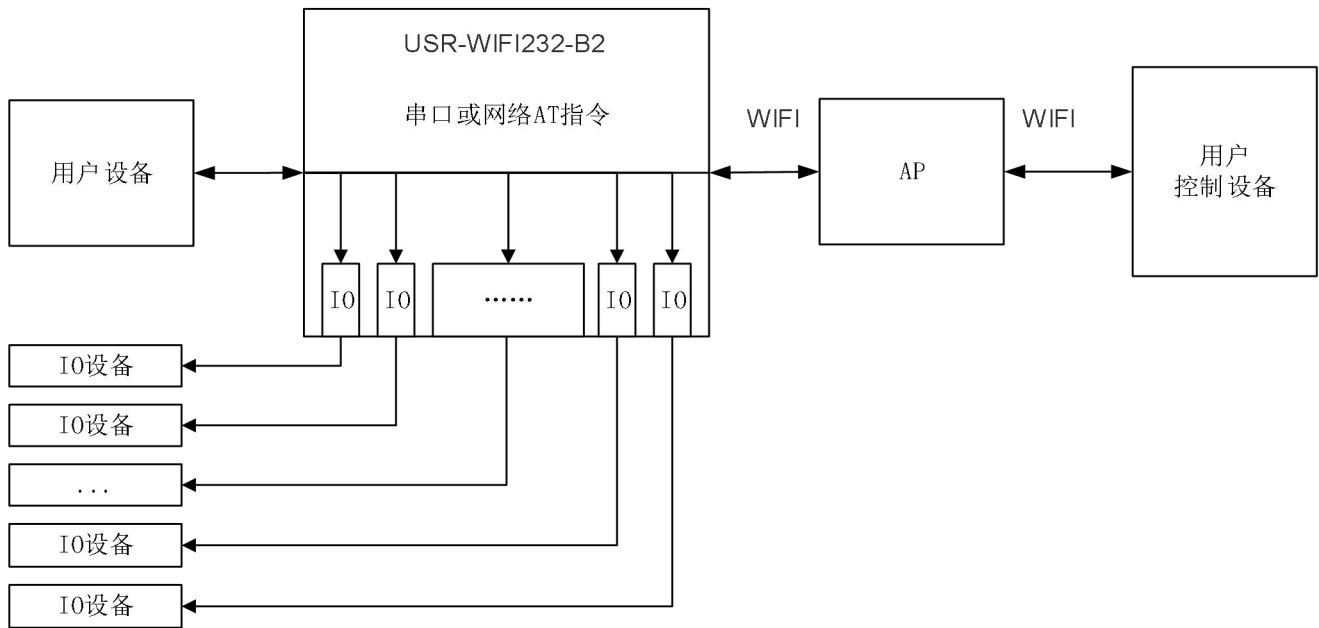 USR-WIFI232-B2
串口或网络AT指令
用户设备
WIFI
AP
WIFI
用户
控制设备
IO
IO
......
IO
IO
IO设备
IO设备
...
IO设备
IO设备